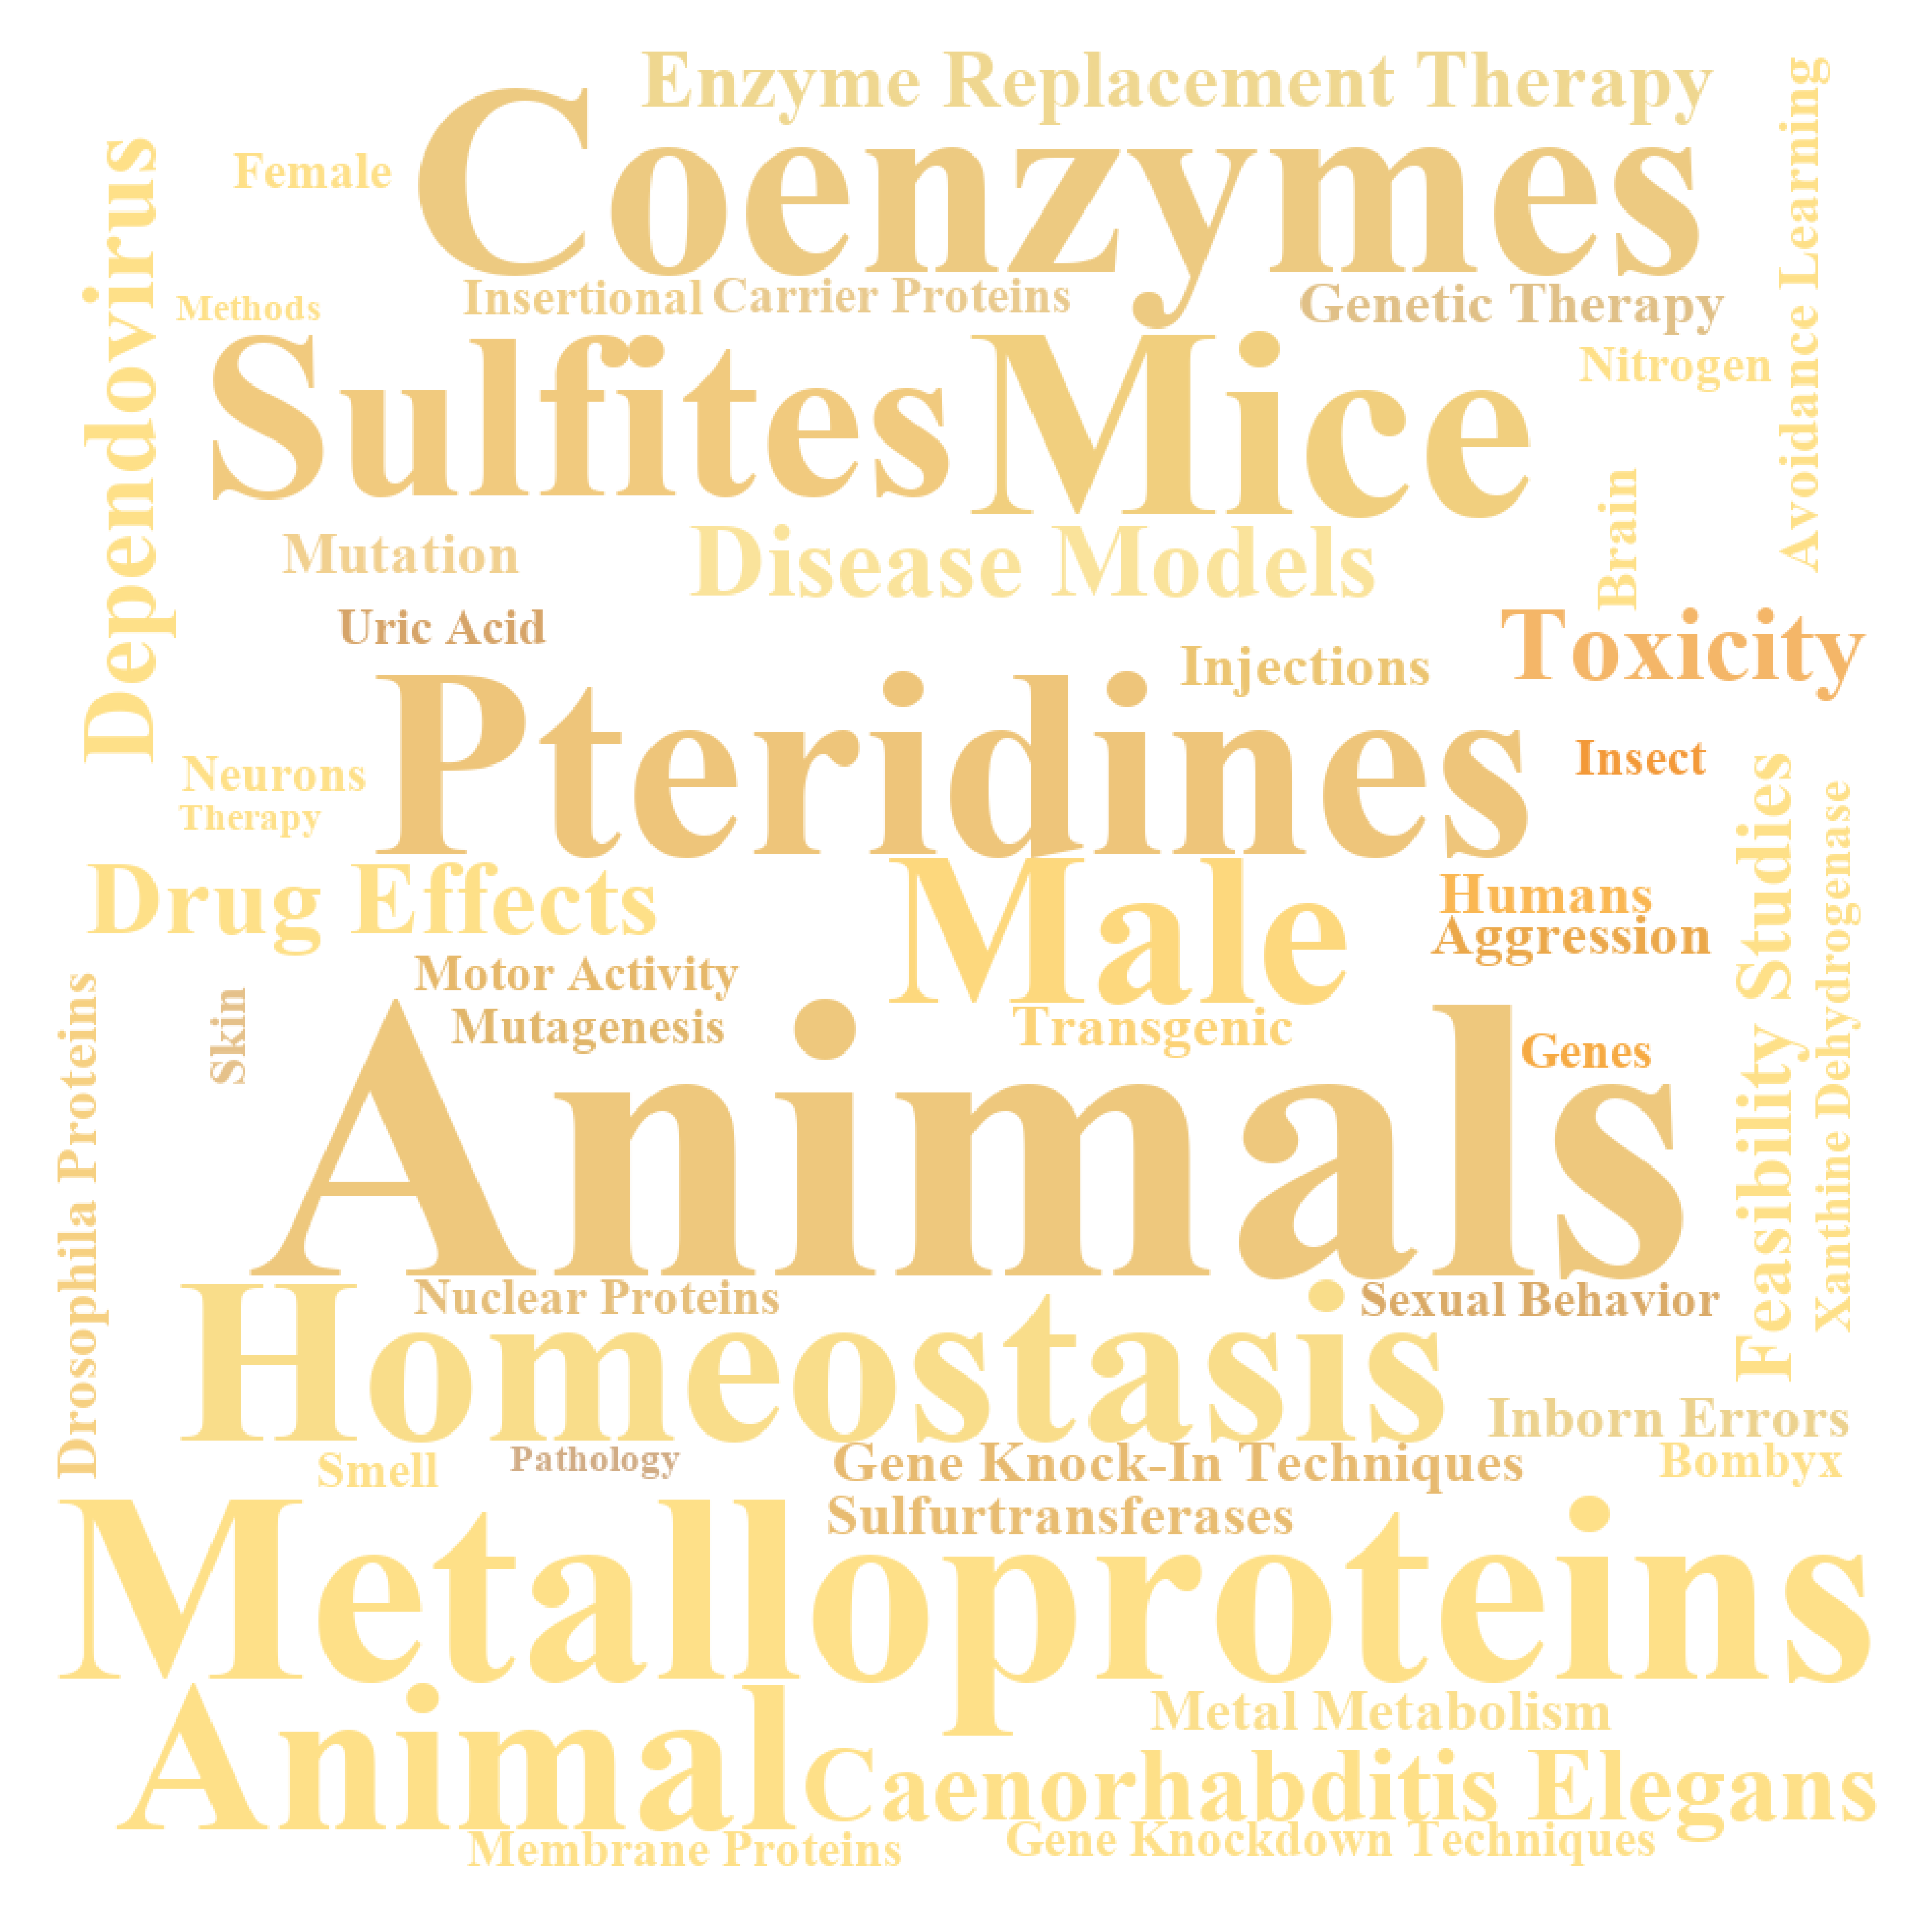 Enzyme Replacement Therapy
Coenzymes
Female
Dependovirus
Avoidance Learning
Methods
Insertional
Carrier Proteins
Genetic Therapy
Sulfites
Mice
Nitrogen
Mutation
Disease Models
Brain
Uric Acid
Toxicity
Injections
Pteridines
Insect
Neurons
Therapy
Drug Effects
Male
Humans
Aggression
Feasibility Studies
Xanthine Dehydrogenase
Motor Activity
Drosophila Proteins
Skin
Mutagenesis
Transgenic
Genes
Animals
Nuclear Proteins
Sexual Behavior
Homeostasis
Inborn Errors
Smell
Pathology
Gene Knock-In Techniques
Bombyx
Sulfurtransferases
Metalloproteins
Animal
Metal Metabolism
Caenorhabditis Elegans
Membrane Proteins
Gene Knockdown Techniques